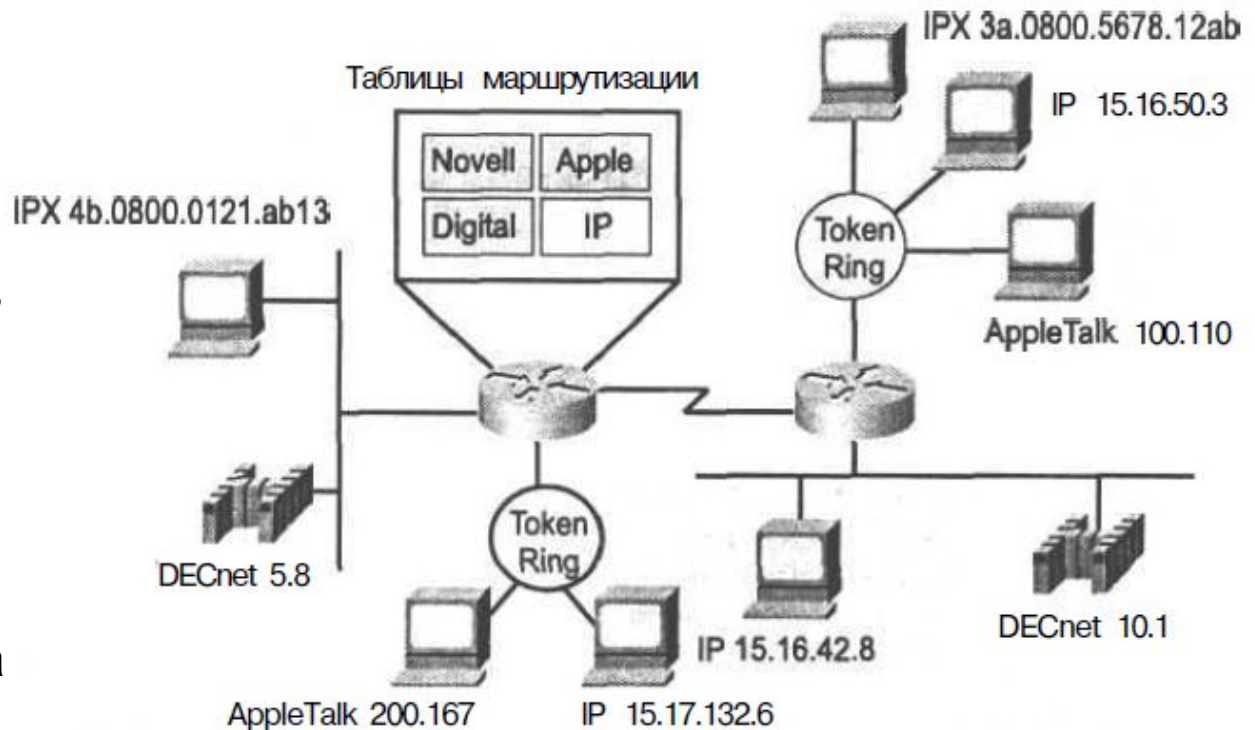 IPX 3a.0800.5678.12ab
Таблицы маршрутизации
IP 15.16.50.3
Novell
Apple
Digital
IP
IPX 4b.0800.0121.ab13
Token
Ring
AppleTalk 100.110
Token
Ring
DECnet 5.8
IP 15.16.42.8
DECnet 10.1
AppleTalk 200.167
IP 15.17.132.6